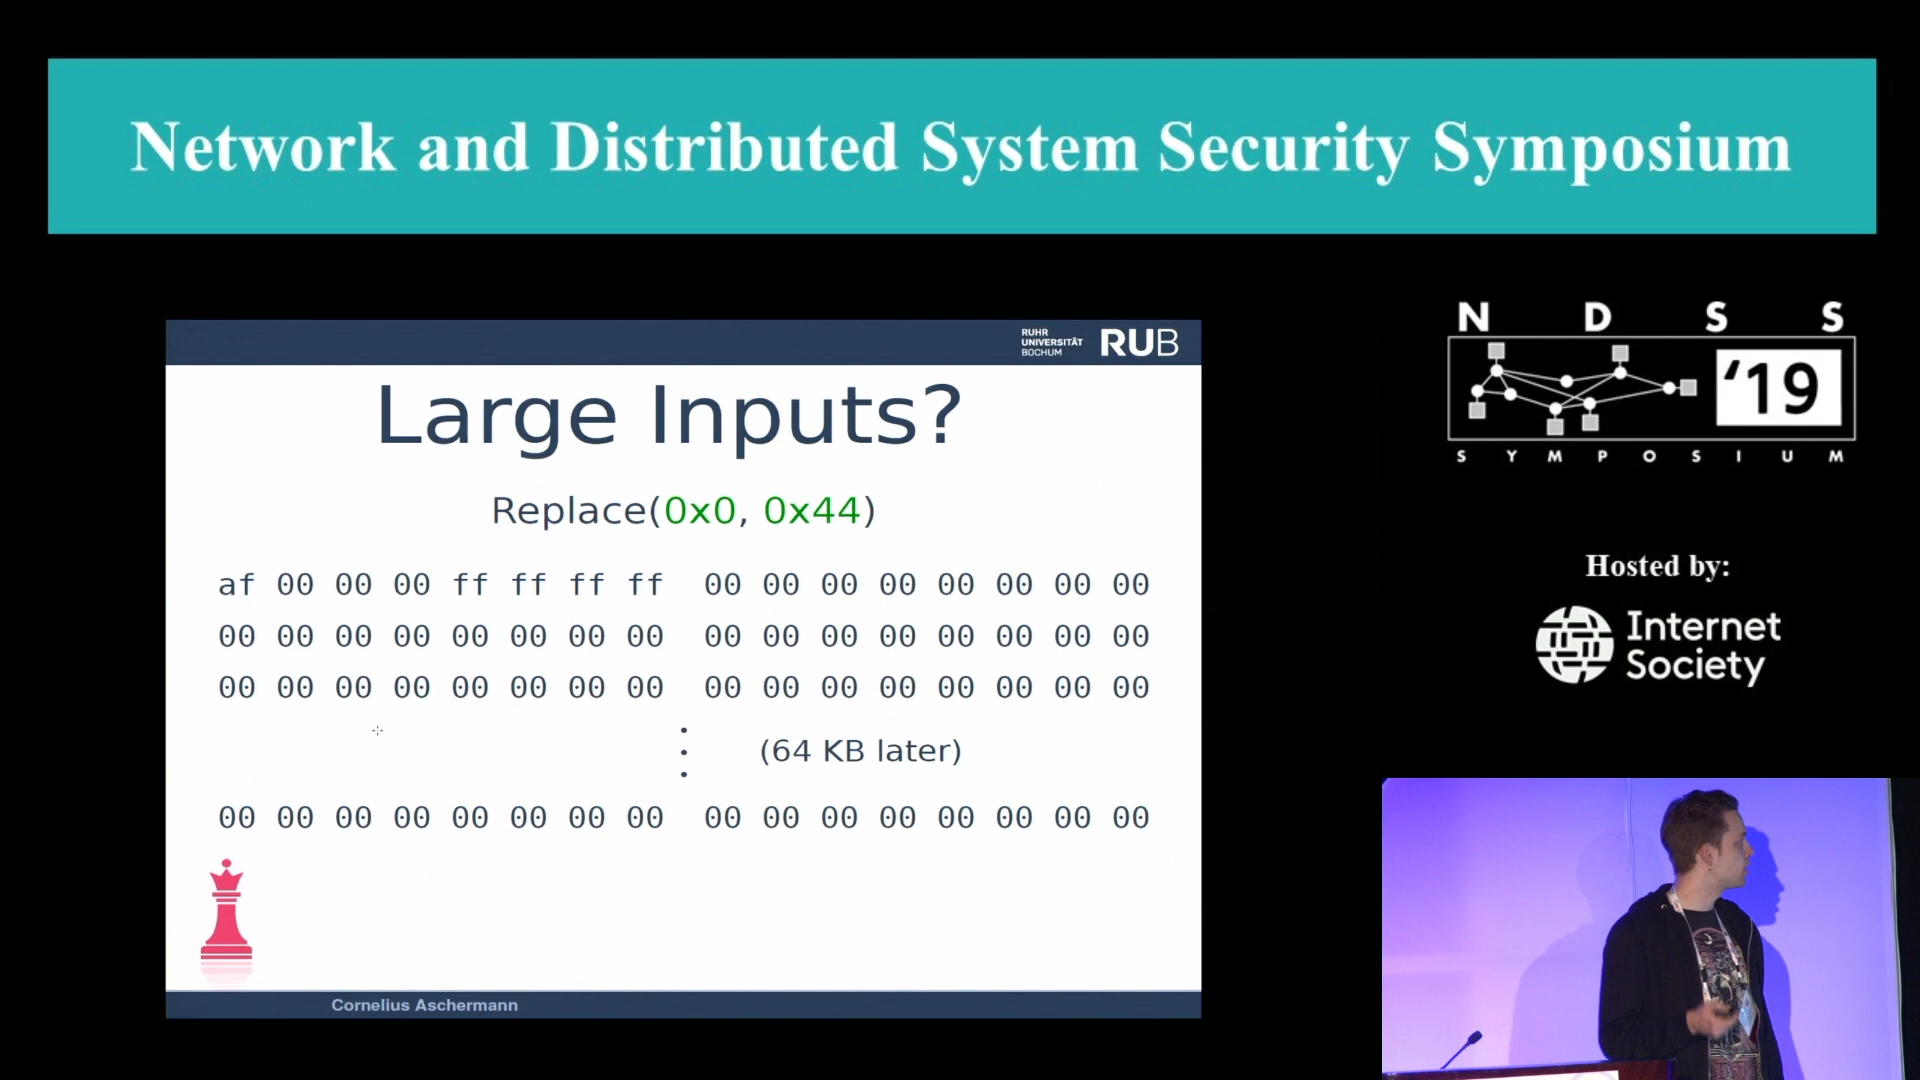 Network and Distributed System Security Symposium
RUHR
UNIVERSITÄT
BOCHUM
RUB
Large Inputs?
Replace(0x0, 0x44)
af 00 00 00 ff ff ff ff 00 00 00 00 00 00 00 00
00 00 00 00 00 00 00 00 00 00 00 00 00 00 00 00
00 00 00 00 00 00 00 00 00 00 00 00 00 00 00 00
(64 KB later)
00 00 00 00 00 00 00 00 00 00 00 00 00 00 00 00
Cornelius Aschermann
N D S S
'19
S Y M P O S I U M
Hosted by:
Internet
Society